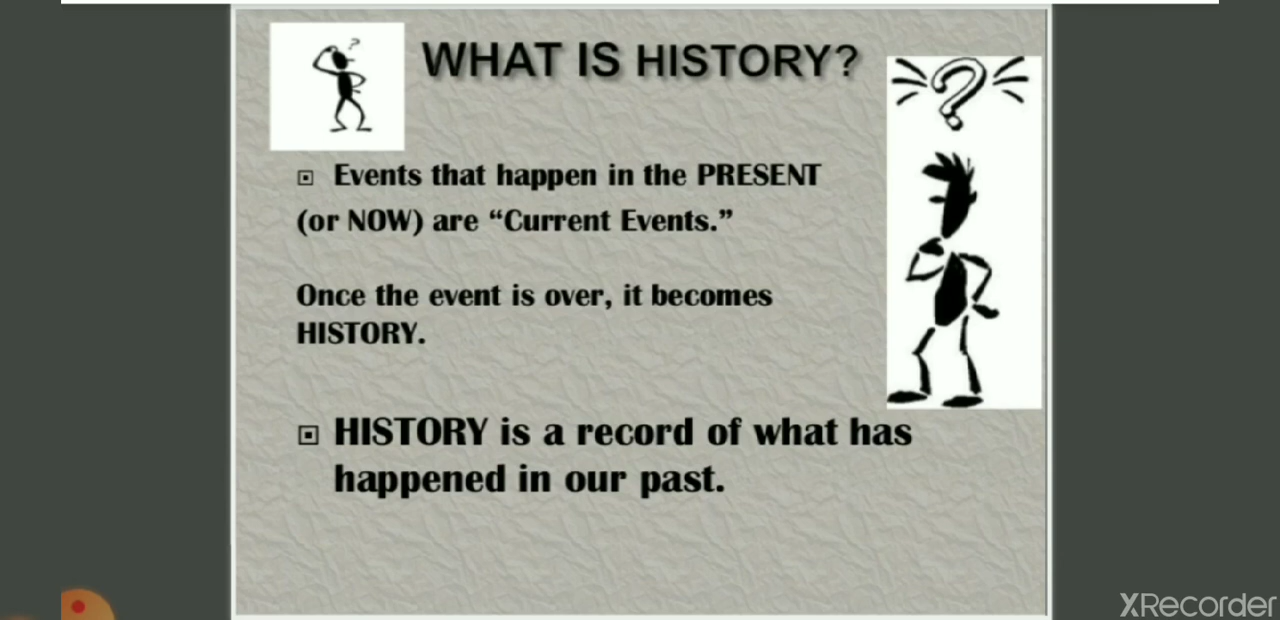 WHAT IS HISTORY?
Events that happen in the PRESENT
(or NOW) are “Current Events.”
Once the event is over, it becomes
HISTORY.
HISTORY is a record of what has
happened in our past.
XRecorder